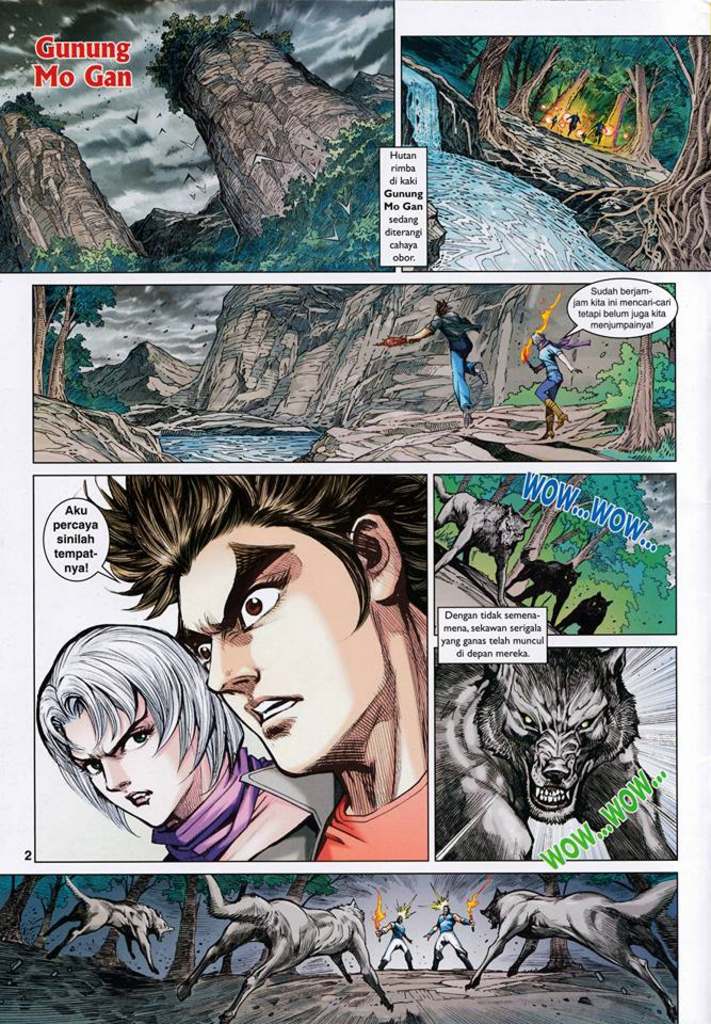 Gunung
Mo Gan
Hutan
rimba
di kaki
Gunung
Mo Gan
sedang
diterangi
cahaya
obor.
Sudah berjam-
jam kita ini mencari-cari
tetapi belum juga kita
menjumpainya!
Aku
percaya
sinilah
tempat-
nya!
WOW...WOW...
Dengan tidak semena-
mena, sekawan serigala
yang ganas telah muncul
di depan mereka.
WOW...WOW...
2